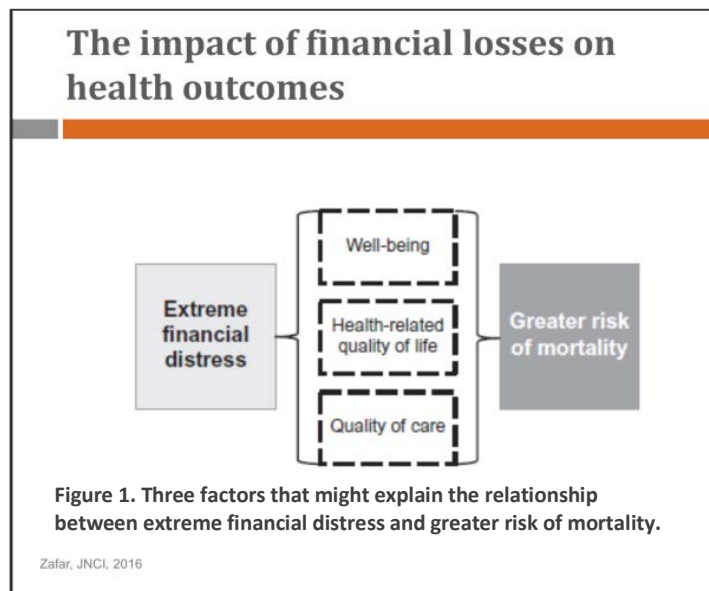 The impact of financial losses on
health outcomes
Extreme
financial
distress
Well-being
Health-related
quality of life
Quality of care
Greater risk
of mortality
Figure 1. Three factors that might explain the relationship
between extreme financial distress and greater risk of mortality.
Zafar, JNCI, 2016